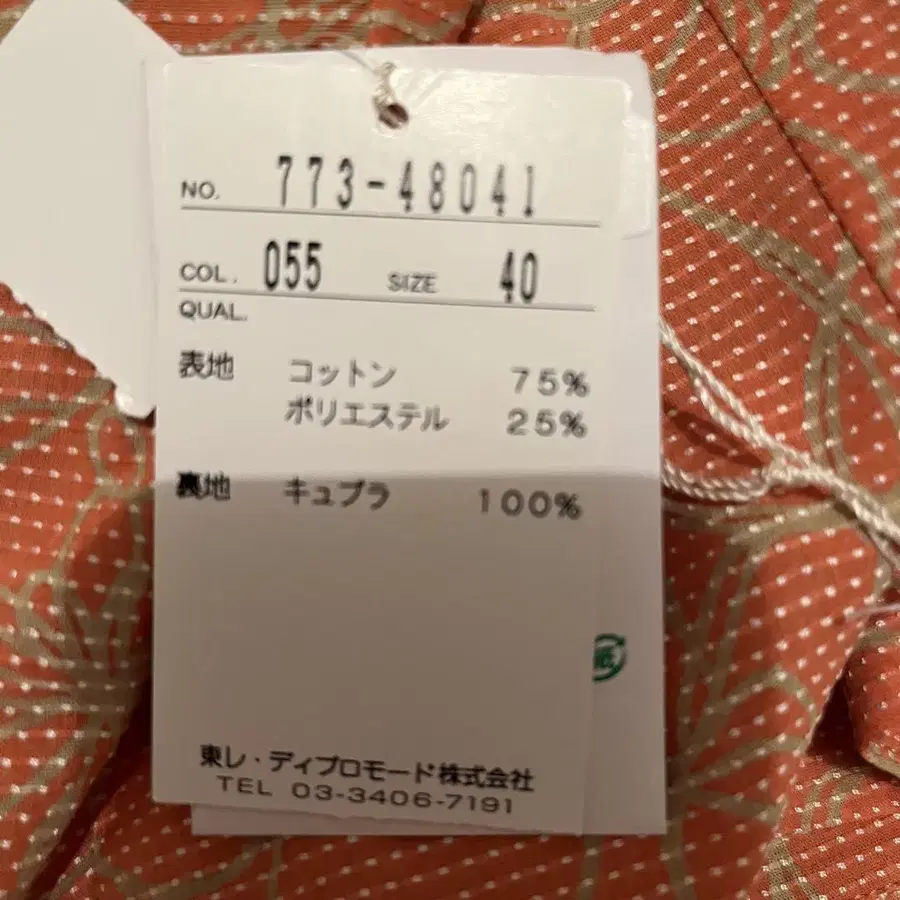 NO. 773-48041
COL. 055 SIZE 40
QUAL.
表地 コットン 75%
ポリエステル 25%
裏地 キュプラ 100%
紙
東レ・ディプロモード株式会社
TEL 03-3406-7191